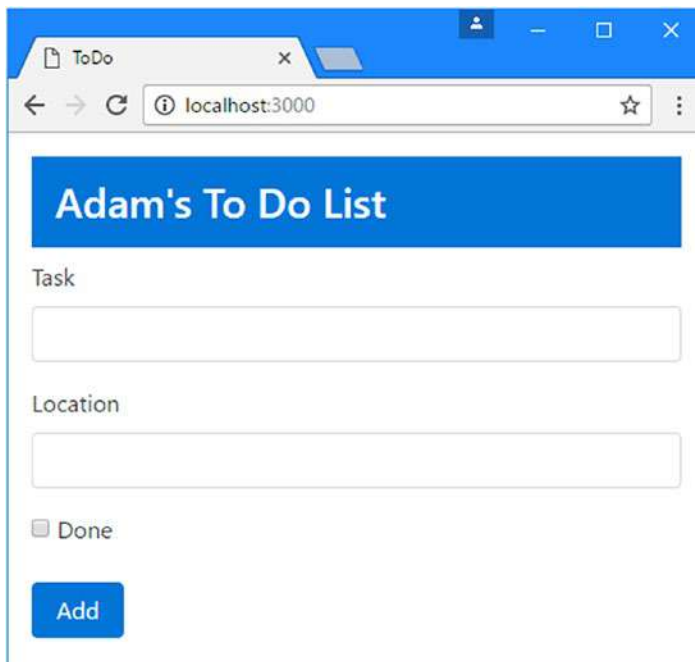 ToDo
localhost:3000
Adam's To Do List
Task
Location
Done
Add